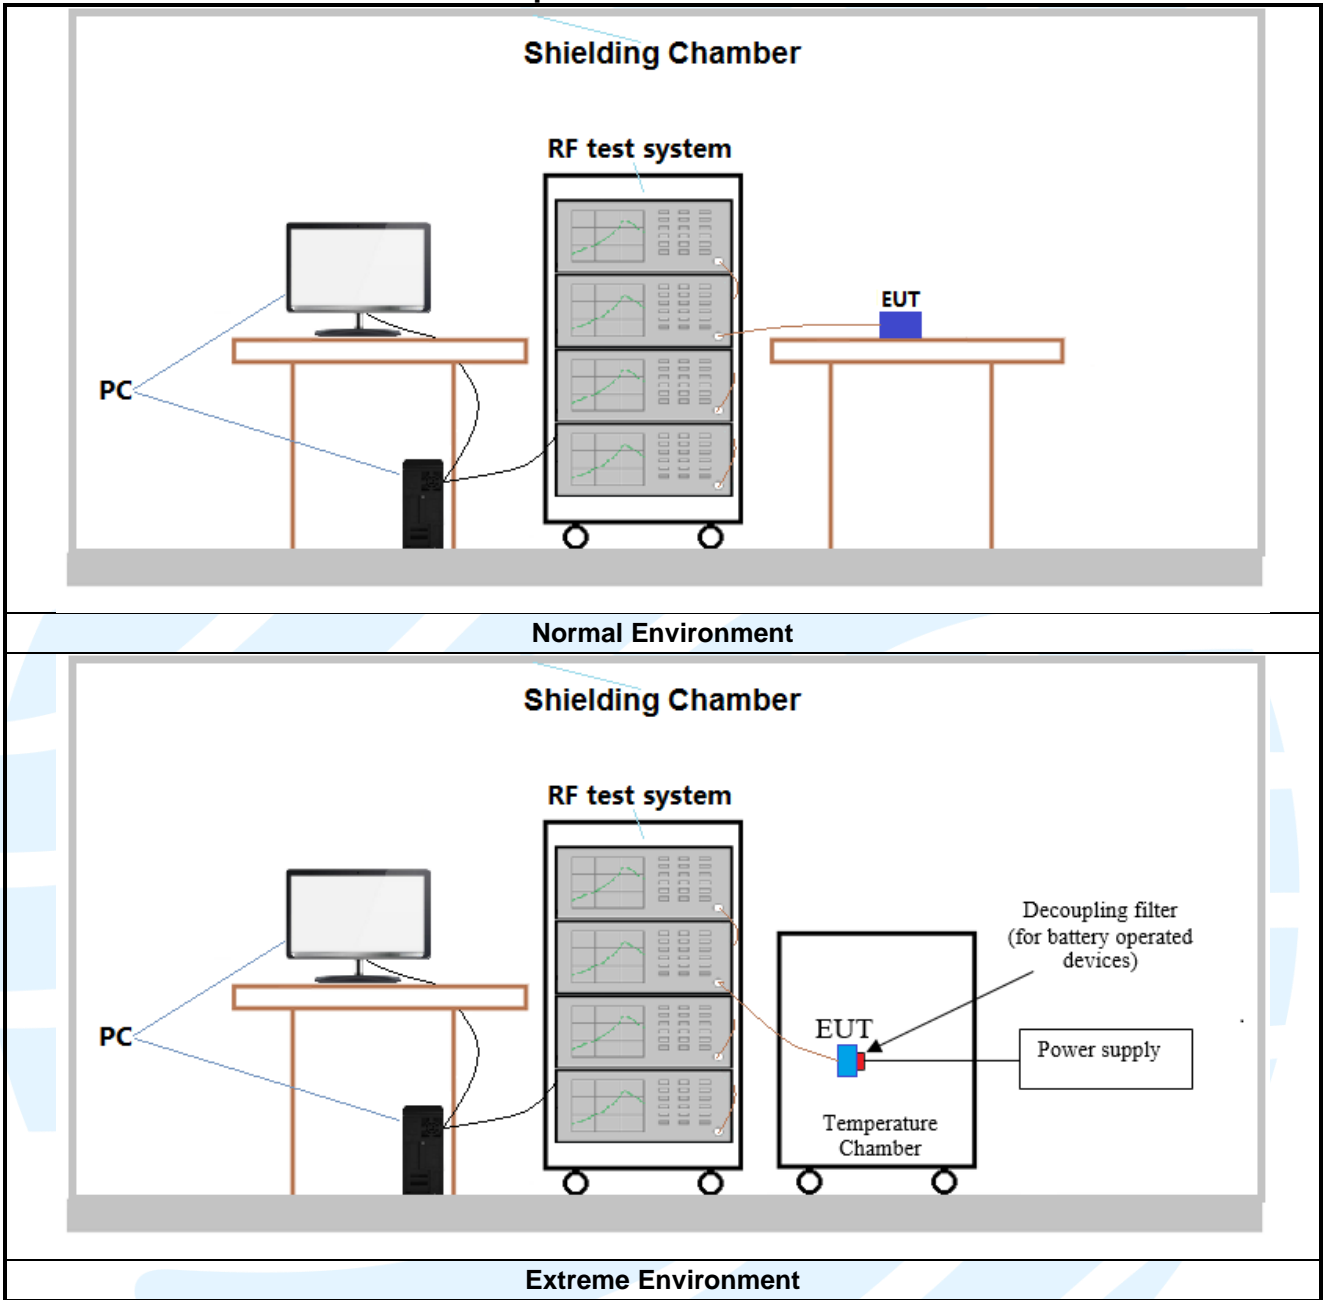 Shielding Chamber
RF test system
EUT
PC
Normal Environment
Shielding Chamber
RF test system
Decoupling filter
(for battery operated
devices)
EUT
PC
Power supply
Temperature
Chamber
Extreme Environment